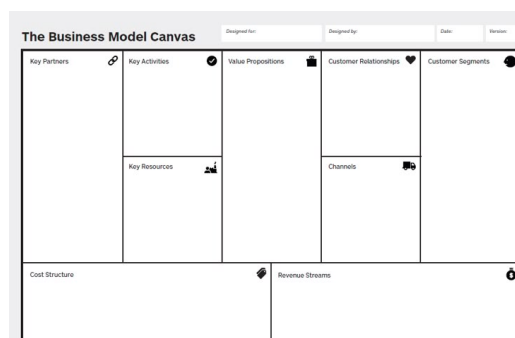 The Business Model Canvas
Designed for:
Designed by:
Date:
Version:
Key Partners
Key Activities
Value Propositions
Customer Relationships
Customer Segments
Key Resources
Channels
Cost Structure
Revenue Streams